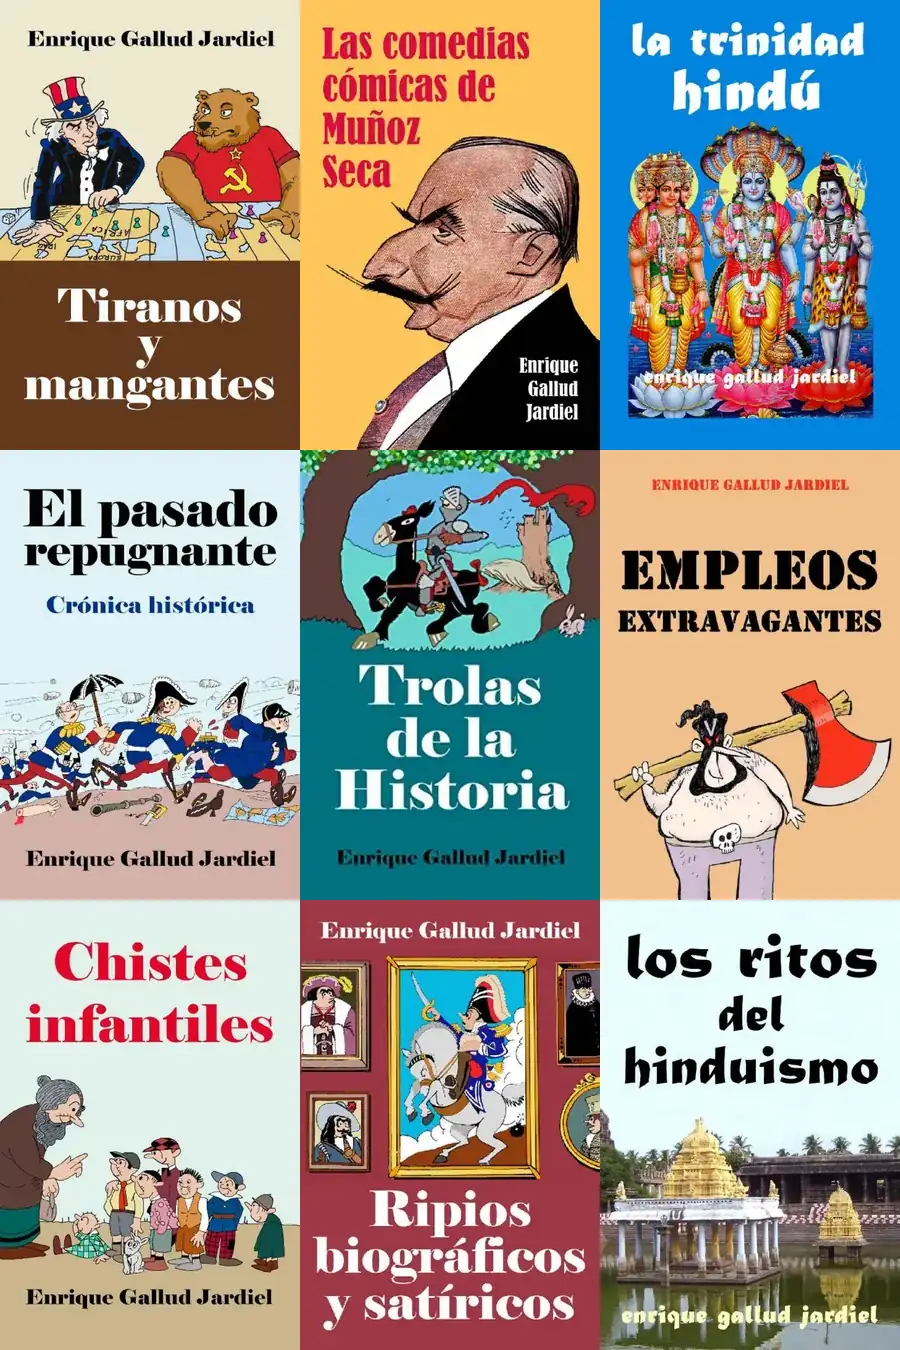 Enrique Gallud Jardiel
Tiranos
y
mangantes
Las comedias
cómicas de
Muñoz
Seca
Enrique
Gallud
Jardiel
la trinidad
hindú
enrique gallud jardiel
El pasado
repugnante
Crónica histórica
Enrique Gallud Jardiel
Trolas
de la
Historia
Enrique Gallud Jardiel
ENRIQUE GALLUD JARDIEL
EMPLEOS
EXTRAVAGANTES
Chistes
infantiles
Enrique Gallud Jardiel
Enrique Gallud Jardiel
Ripios
biográficos
y satíricos
los ritos
del
hinduismo
enrique gallud jardiel